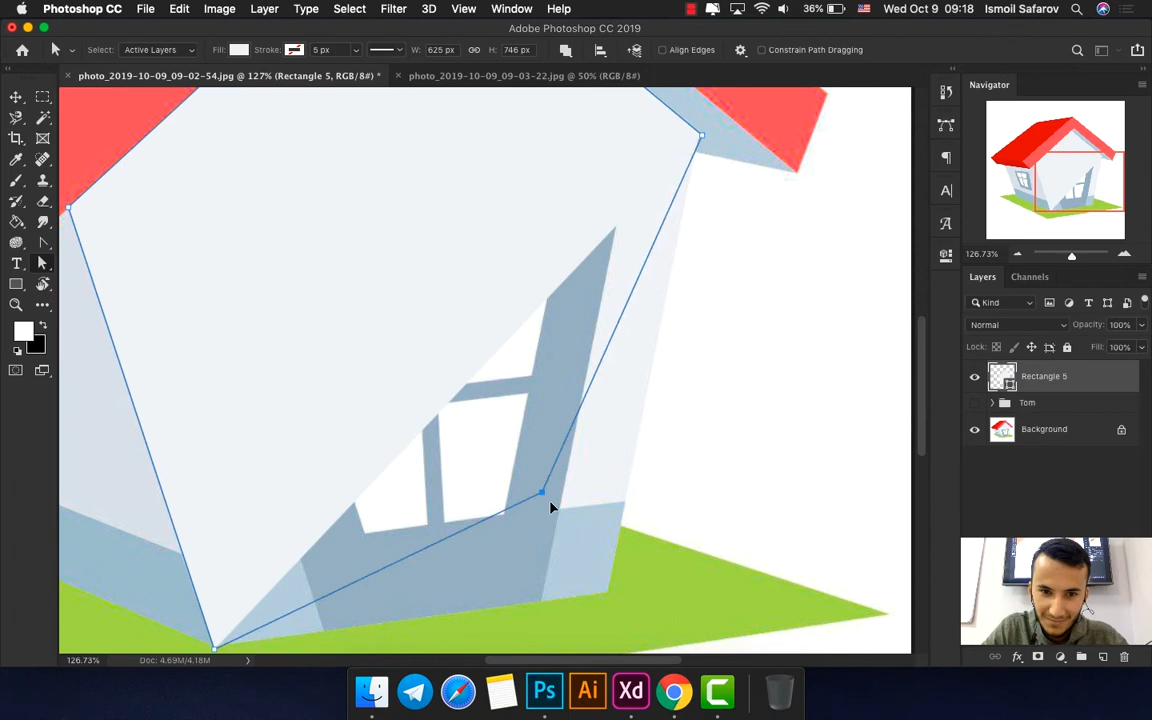 Photoshop CC File Edit Image Layer Type Select Filter 3D View Window Help 36% Wed Oct 9 09:18 Ismoil Safarov
Adobe Photoshop CC 2019
Select: Active Layers Fill: Stroke: 5 px W: 625 px H: 746 px Align Edges Constrain Path Dragging
photo_2019-10-09_09-02-54.jpg @ 127% (Rectangle 5, RGB/8#) * photo_2019-10-09_09-03-22.jpg @ 50% (RGB/8#)
Navigator
126.73%
Layers Channels
Kind
Normal Opacity: 100%
Lock: Fill: 100%
Rectangle 5
Tom
Background
126.73% Doc: 4.69M/4.18M
Ps Ai Xd